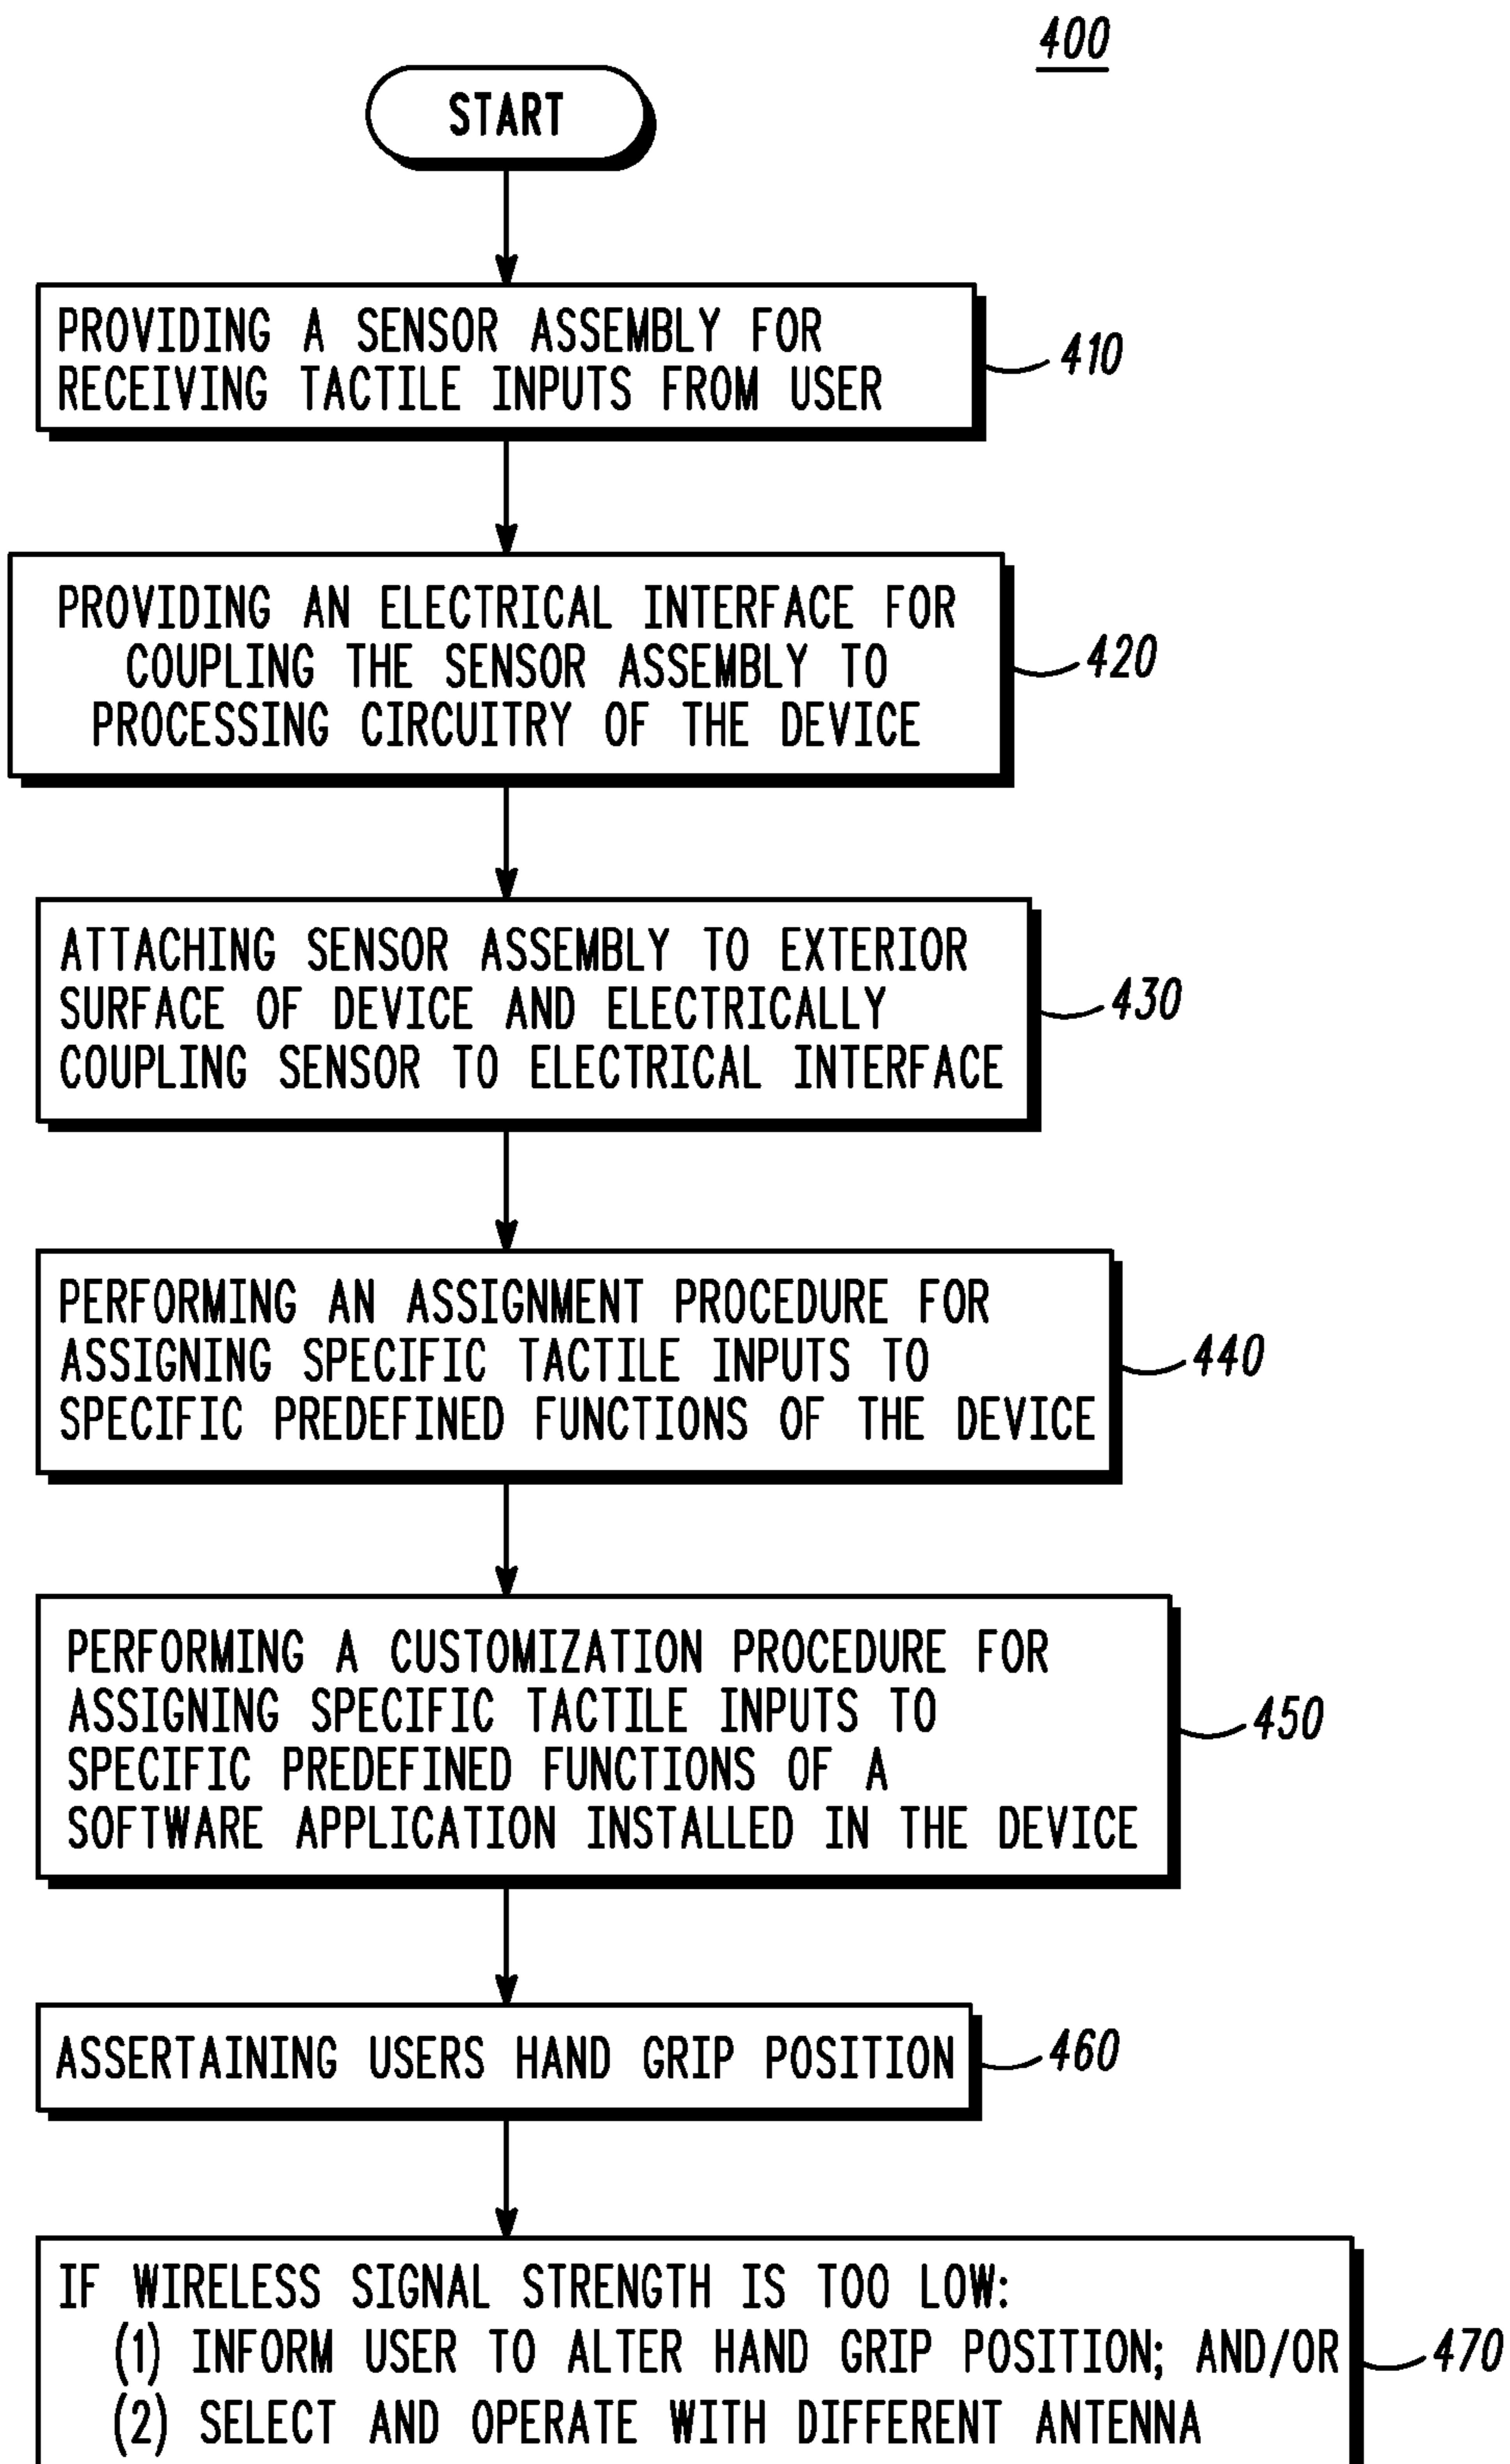 400
START
PROVIDING A SENSOR ASSEMBLY FOR
RECEIVING TACTILE INPUTS FROM USER
410
PROVIDING AN ELECTRICAL INTERFACE FOR
COUPLING THE SENSOR ASSEMBLY TO
PROCESSING CIRCUITRY OF THE DEVICE
420
ATTACHING SENSOR ASSEMBLY TO EXTERIOR
SURFACE OF DEVICE AND ELECTRICALLY
COUPLING SENSOR TO ELECTRICAL INTERFACE
430
PERFORMING AN ASSIGNMENT PROCEDURE FOR
ASSIGNING SPECIFIC TACTILE INPUTS TO
SPECIFIC PREDEFINED FUNCTIONS OF THE DEVICE
440
PERFORMING A CUSTOMIZATION PROCEDURE FOR
ASSIGNING SPECIFIC TACTILE INPUTS TO
SPECIFIC PREDEFINED FUNCTIONS OF A
SOFTWARE APPLICATION INSTALLED IN THE DEVICE
450
ASSERTAINING USERS HAND GRIP POSITION
460
IF WIRELESS SIGNAL STRENGTH IS TOO LOW:
(1) INFORM USER TO ALTER HAND GRIP POSITION; AND/OR
(2) SELECT AND OPERATE WITH DIFFERENT ANTENNA
470